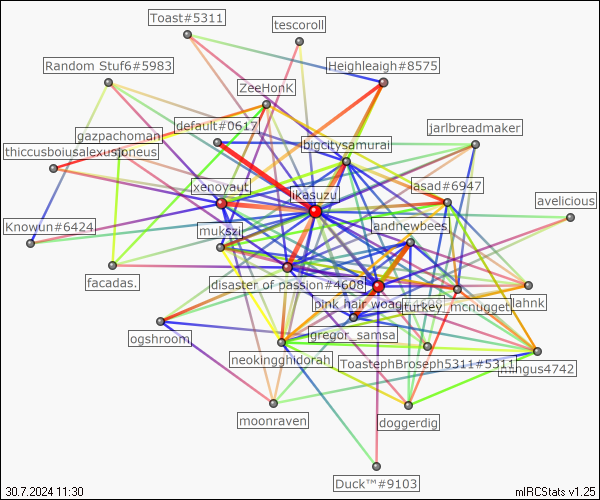 Toast#5311
tescoroll
Random Stuf6#5983
Heighleaigh#8575
ZeeHonK
default#0617
jarlbreadmaker
gazpachoman
bigcitysamurai
thiccusboiusalexusjoneus
xenoyaut
ikasuzu
lasad#6947
avelicious
Knowun#6424
mukszi
andnewbees
facadas.
disaster of passion#4608
pink hair woage
turkey_mcnugget
lahnk
ogshroom
gregor_samsa
neokingghidorah
ToastephBroseph5311#5311
mingus4742
moonraven
doggerdig
Duck™#9103
30.7.2024 11:30
mIRCStats v1.25